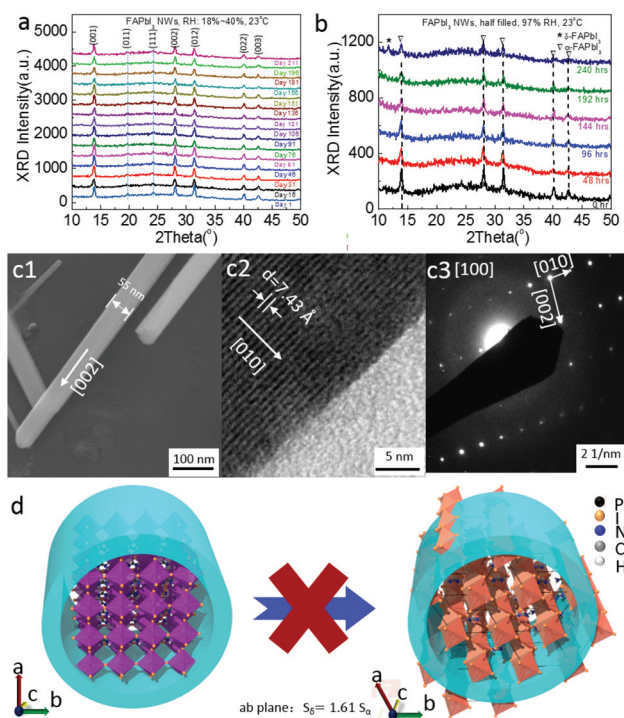 a
FAPbI₃ NWs, RH: 18%~40%, 23°C
(001)
(011)
(111)
(002)
(012)
(022)
(003)
XRD Intensity(a.u.)
5000
4000
3000
2000
1000
0
Day 211
Day 196
Day 181
Day 166
Day 151
Day 136
Day 121
Day 106
Day 91
Day 76
Day 61
Day 46
Day 31
Day 16
Day 1
10 15 20 25 30 35 40 45 50
2Theta(°)
b
FAPbI₃ NWs, half filled, 97% RH, 23°C
* δ-FAPbI₃
▽ α-FAPbI₃
XRD Intensity(a.u.)
1200
800
400
0
240 hrs
192 hrs
144 hrs
96 hrs
48 hrs
0 hr
10 15 20 25 30 35 40 45 50
2Theta(°)
c1
55 nm
[002]
100 nm
c2
d=7.43 Å
[010]
5 nm
c3 [100]
[010]
[002]
2 1/nm
d
P
I
N
C
H
a
c
b
ab plane: Sδ= 1.61 Sα
a
c
b